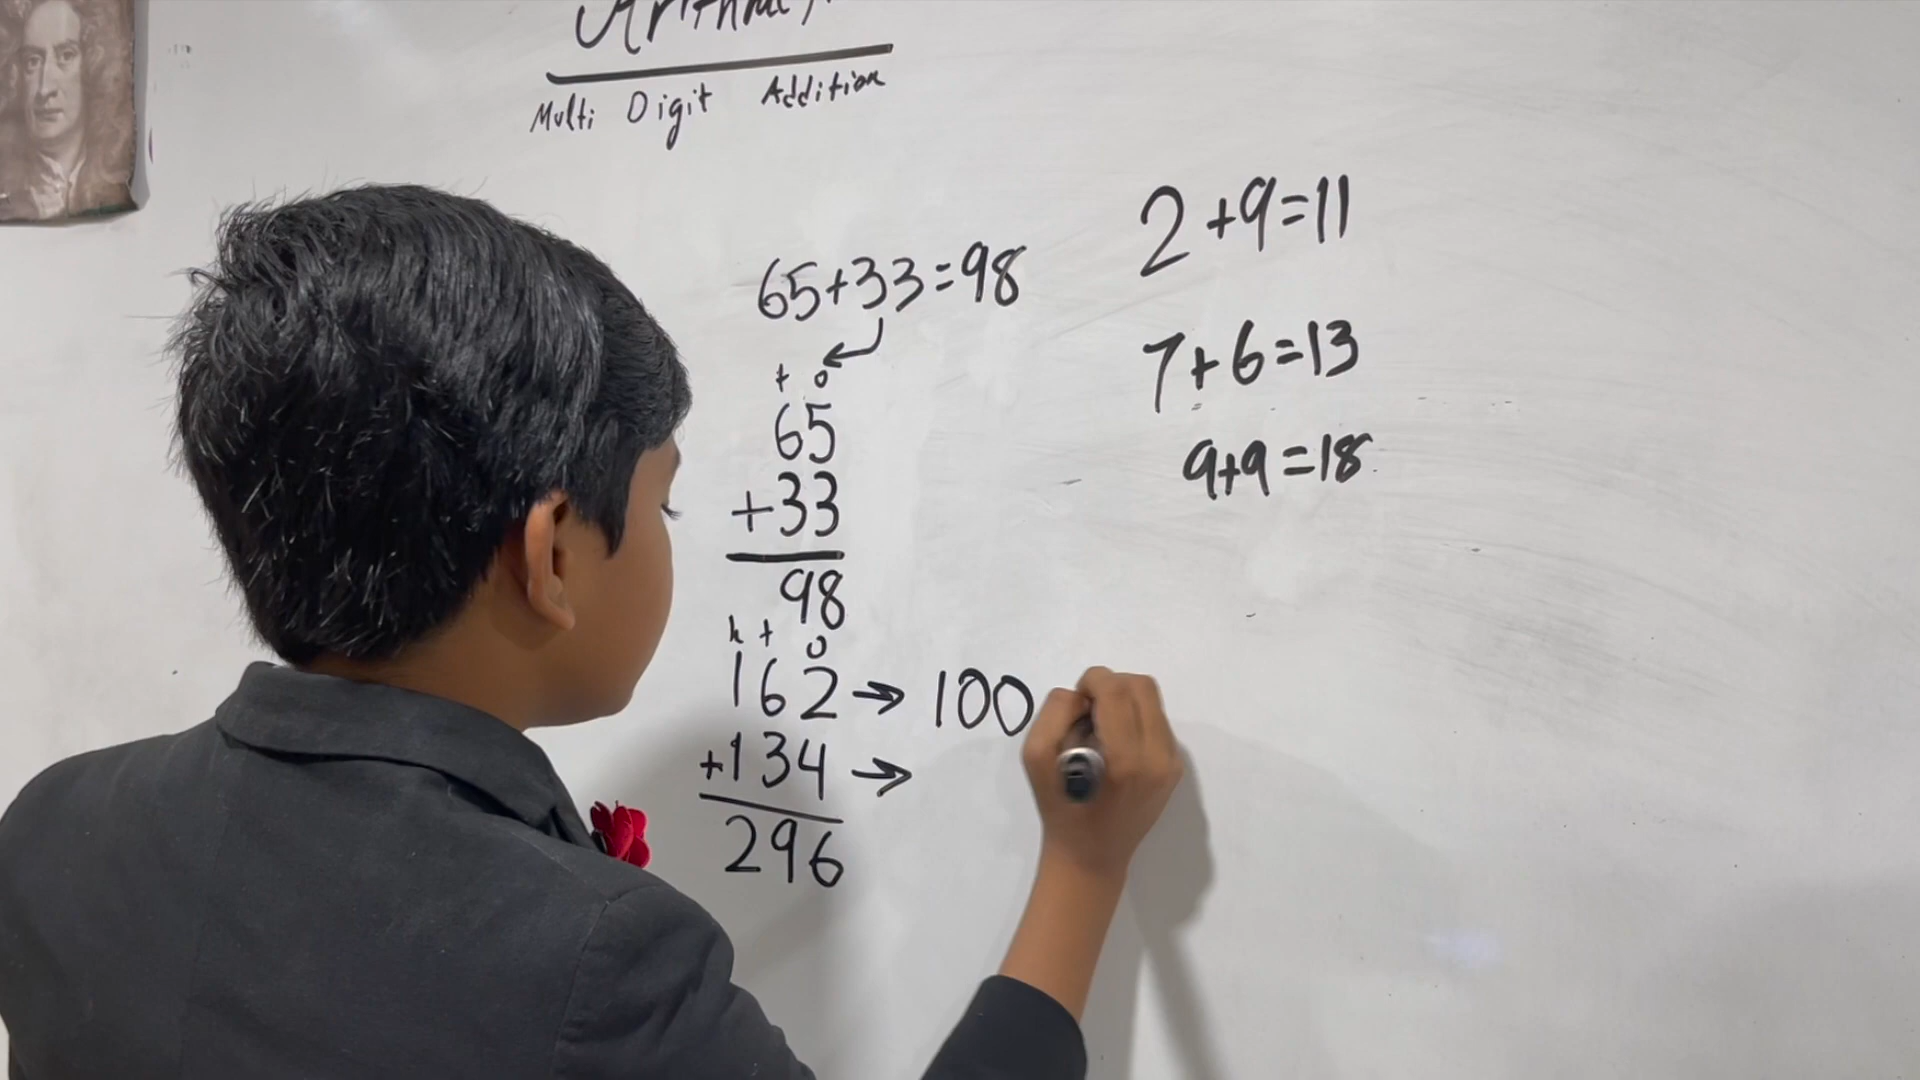 Arithmetic
Multi Digit Addition
65+33=98
t o
65
+33
98
h t o
162 → 100
+134 →
296
2+9=11
7+6=13
9+9=18